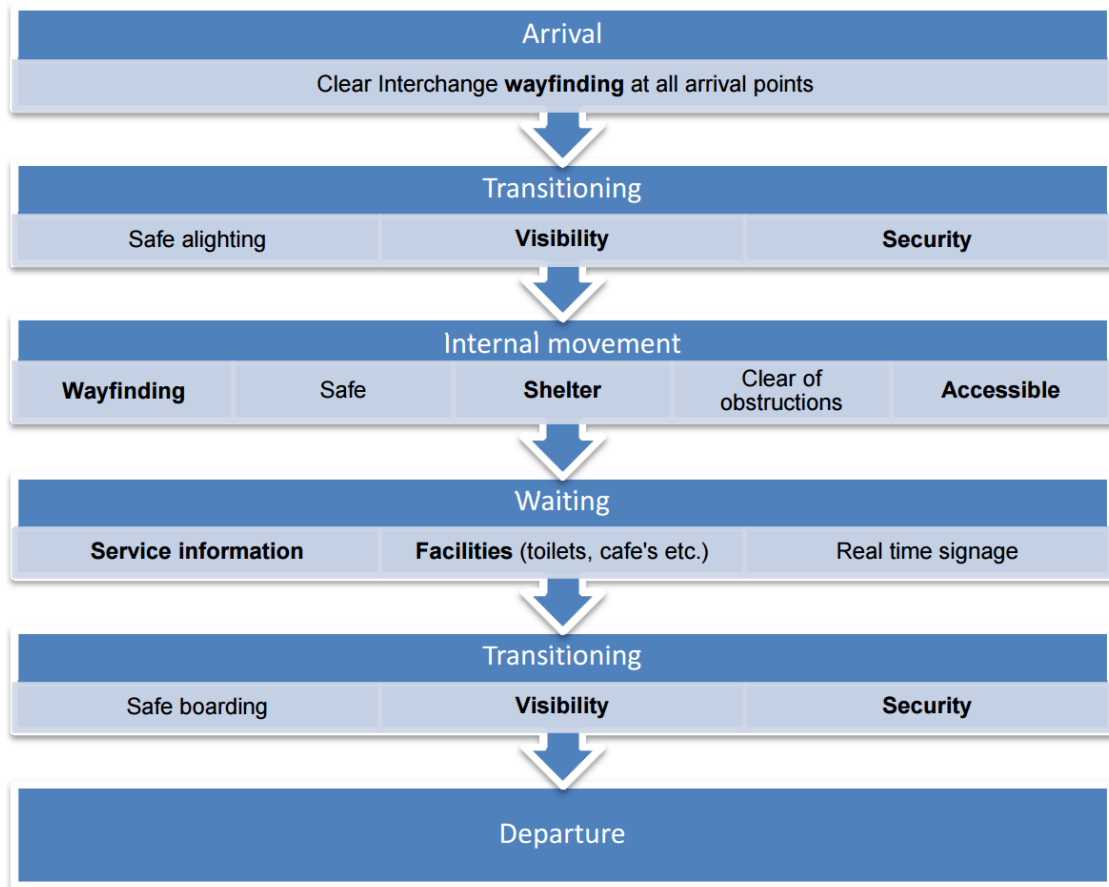 Arrival
Clear Interchange wayfinding at all arrival points
Transitioning
Safe alighting
Visibility
Security
Internal movement
Wayfinding
Safe
Shelter
Clear of
obstructions
Accessible
Waiting
Service information
Facilities (toilets, cafe's etc.)
Real time signage
Transitioning
Safe boarding
Visibility
Security
Departure